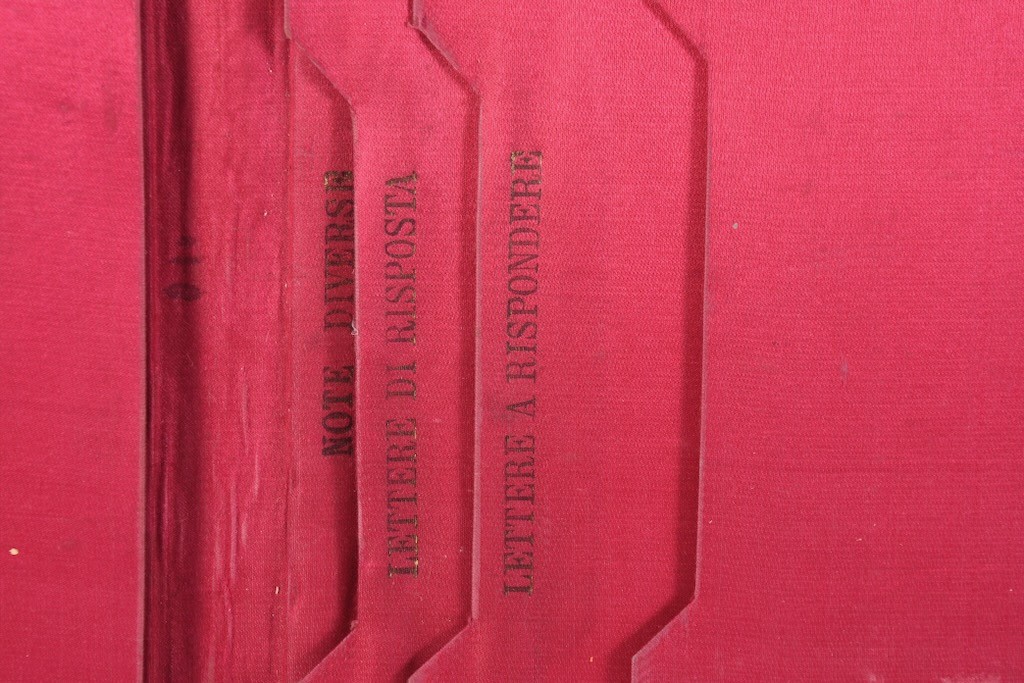 NOTE DIVERSE
LETTERE DI RISPOSTA
LETTERE A RISPONDERE